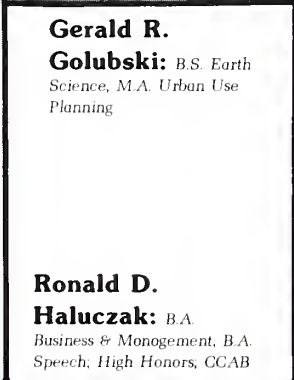 Gerald R.
Golubski: B.S. Earth
Science, M.A. Urban Use
Planning
Ronald D.
Haluczak: B.A.
Business & Monogement, B.A.
Speech; High Honors; CCAB